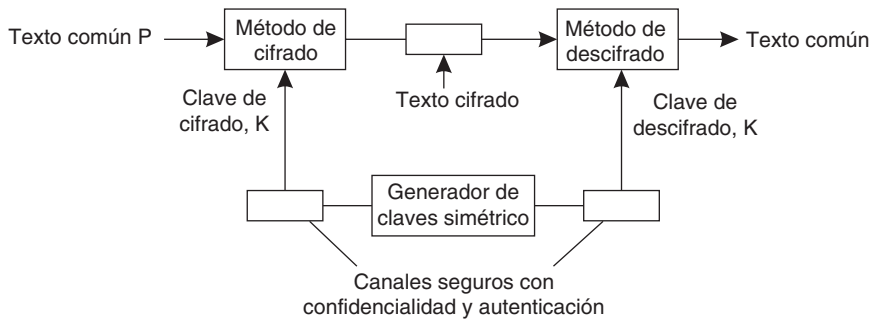 Texto común P
Método de
cifrado
Método de
descifrado
Texto común
Texto cifrado
Clave de
cifrado, K
Clave de
descifrado, K
Generador de
claves simétrico
Canales seguros con
confidencialidad y autenticación